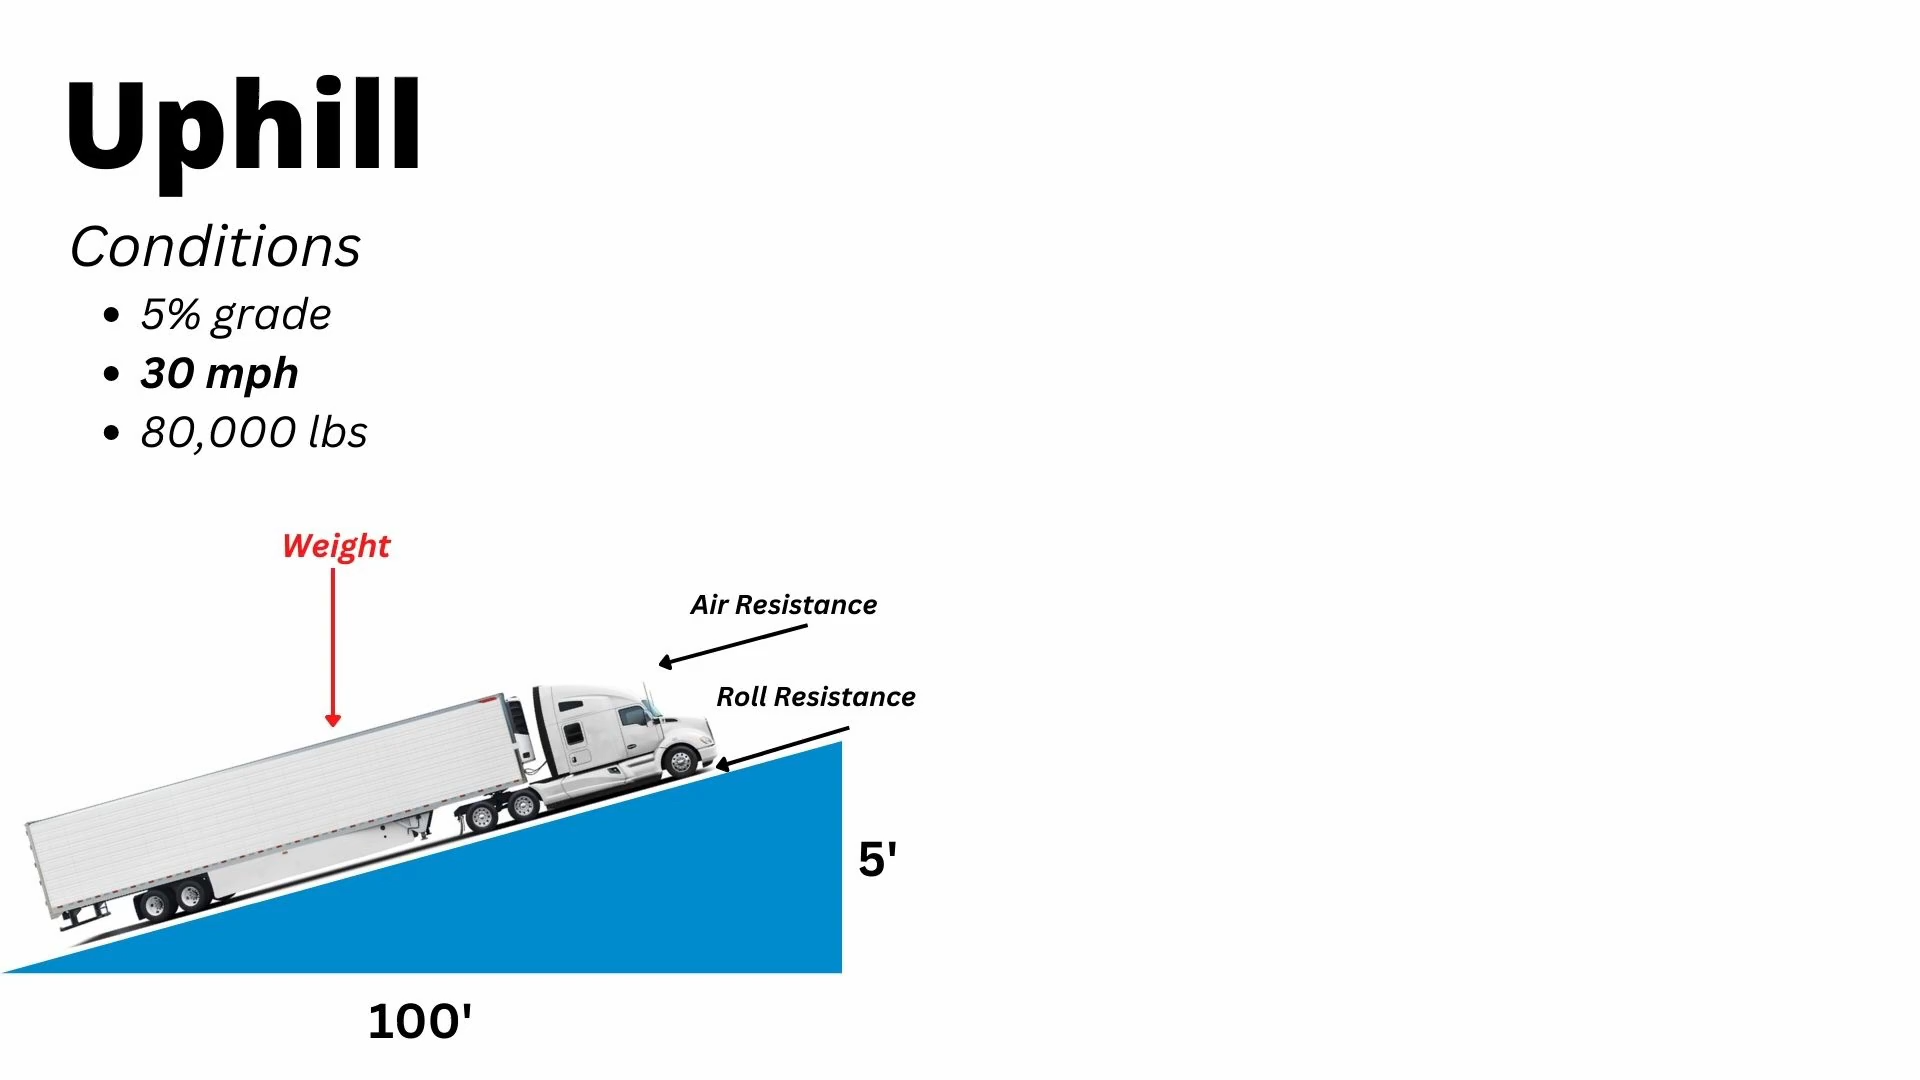 Uphill
Conditions
• 5% grade
• 30 mph
• 80,000 lbs
Weight
Air Resistance
Roll Resistance
5'
100'